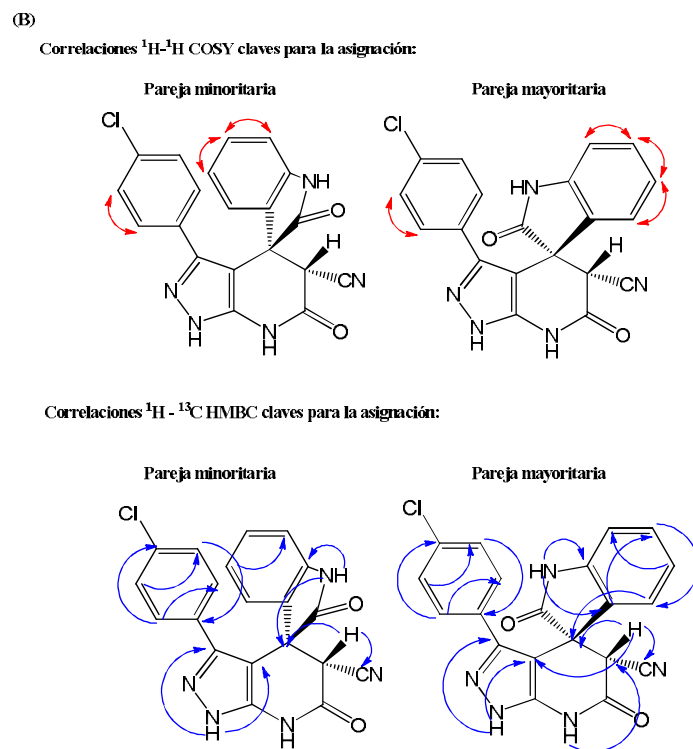 (B)
Correlaciones ¹H-¹H COSY claves para la asignación:
Pareja minoritaria Pareja mayoritaria
Cl Cl
NH HN
O O
H H
CN CN
N N
N N
H H
N N
H H
O O
Correlaciones ¹H - ¹³C HMBC claves para la asignación:
Pareja minoritaria Pareja mayoritaria
Cl Cl
NH HN
O O
H H
CN CN
N N
N N
H H
N N
H H
O O